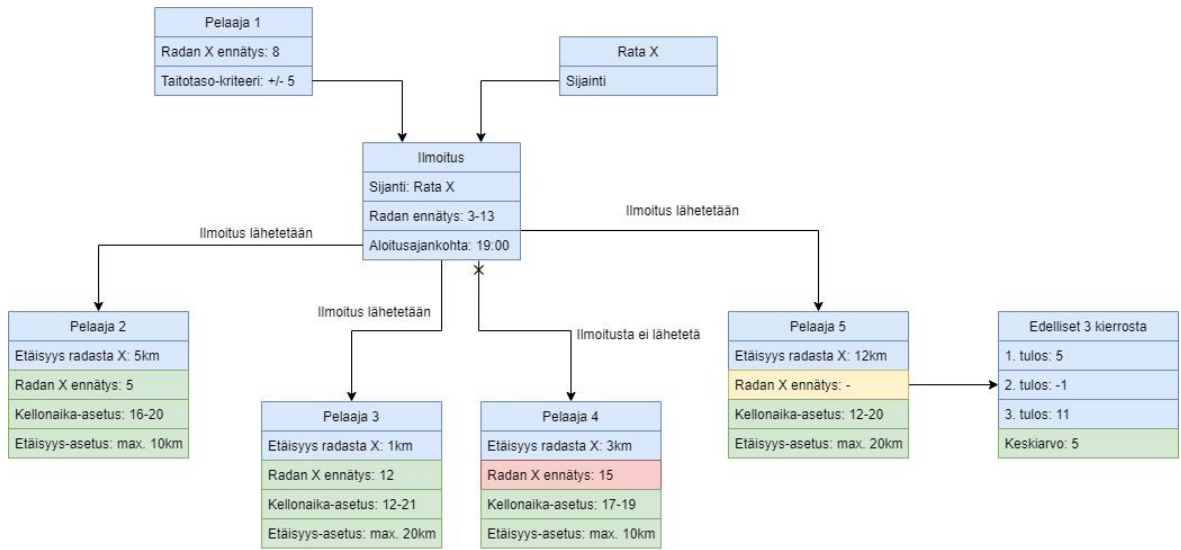 Pelaaja 1
Radan X ennätys: 8
Taitotaso-kriteeri: +/- 5
Rata X
Sijainti
Ilmoitus
Sijanti: Rata X
Radan ennätys: 3-13
Aloitusajankohta: 19:00
Ilmoitus lähetetään
Ilmoitus lähetetään
Ilmoitus lähetetään
Ilmoitusta ei lähetetä
Pelaaja 2
Etäisyys radasta X: 5km
Radan X ennätys: 5
Kellonaika-asetus: 16-20
Etäisyys-asetus: max. 10km
Pelaaja 3
Etäisyys radasta X: 1km
Radan X ennätys: 12
Kellonaika-asetus: 12-21
Etäisyys-asetus: max. 20km
Pelaaja 4
Etäisyys radasta X: 3km
Radan X ennätys: 15
Kellonaika-asetus: 17-19
Etäisyys-asetus: max. 10km
Pelaaja 5
Etäisyys radasta X: 12km
Radan X ennätys: -
Kellonaika-asetus: 12-20
Etäisyys-asetus: max. 20km
Edelliset 3 kierrosta
1. tulos: 5
2. tulos: -1
3. tulos: 11
Keskiarvo: 5